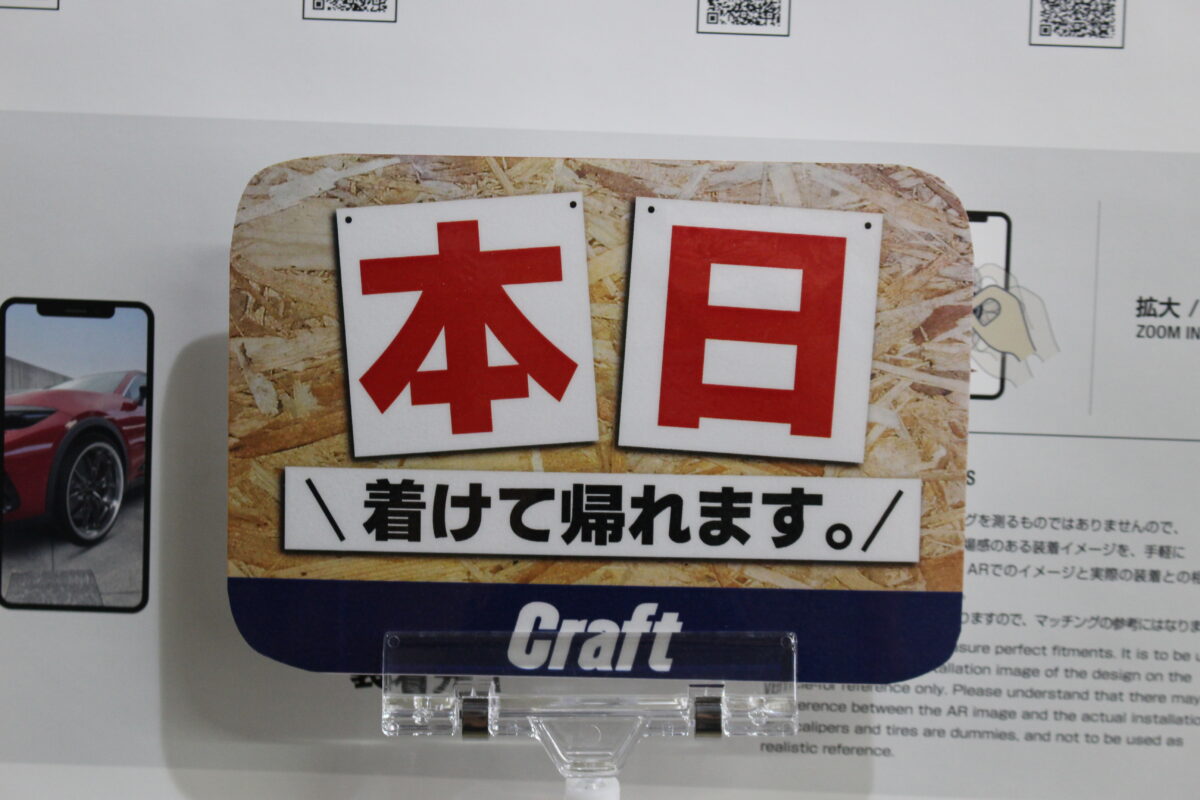 本日
\ 着けて帰れます。/
Craft
拡大 /
ZOOM IN
S
グを測るものではありませんので、
場感のある装着イメージを、手軽に
ARでのイメージと実際の装着との
りますので、マッチングの参考にはなりま
sure perfect fitments. It is to be u
allation image of the design on the
reference only. Please understand that there may
erence between the AR image and the actual installatio
calipers and tires are dummies, and not to be used as
realistic reference.